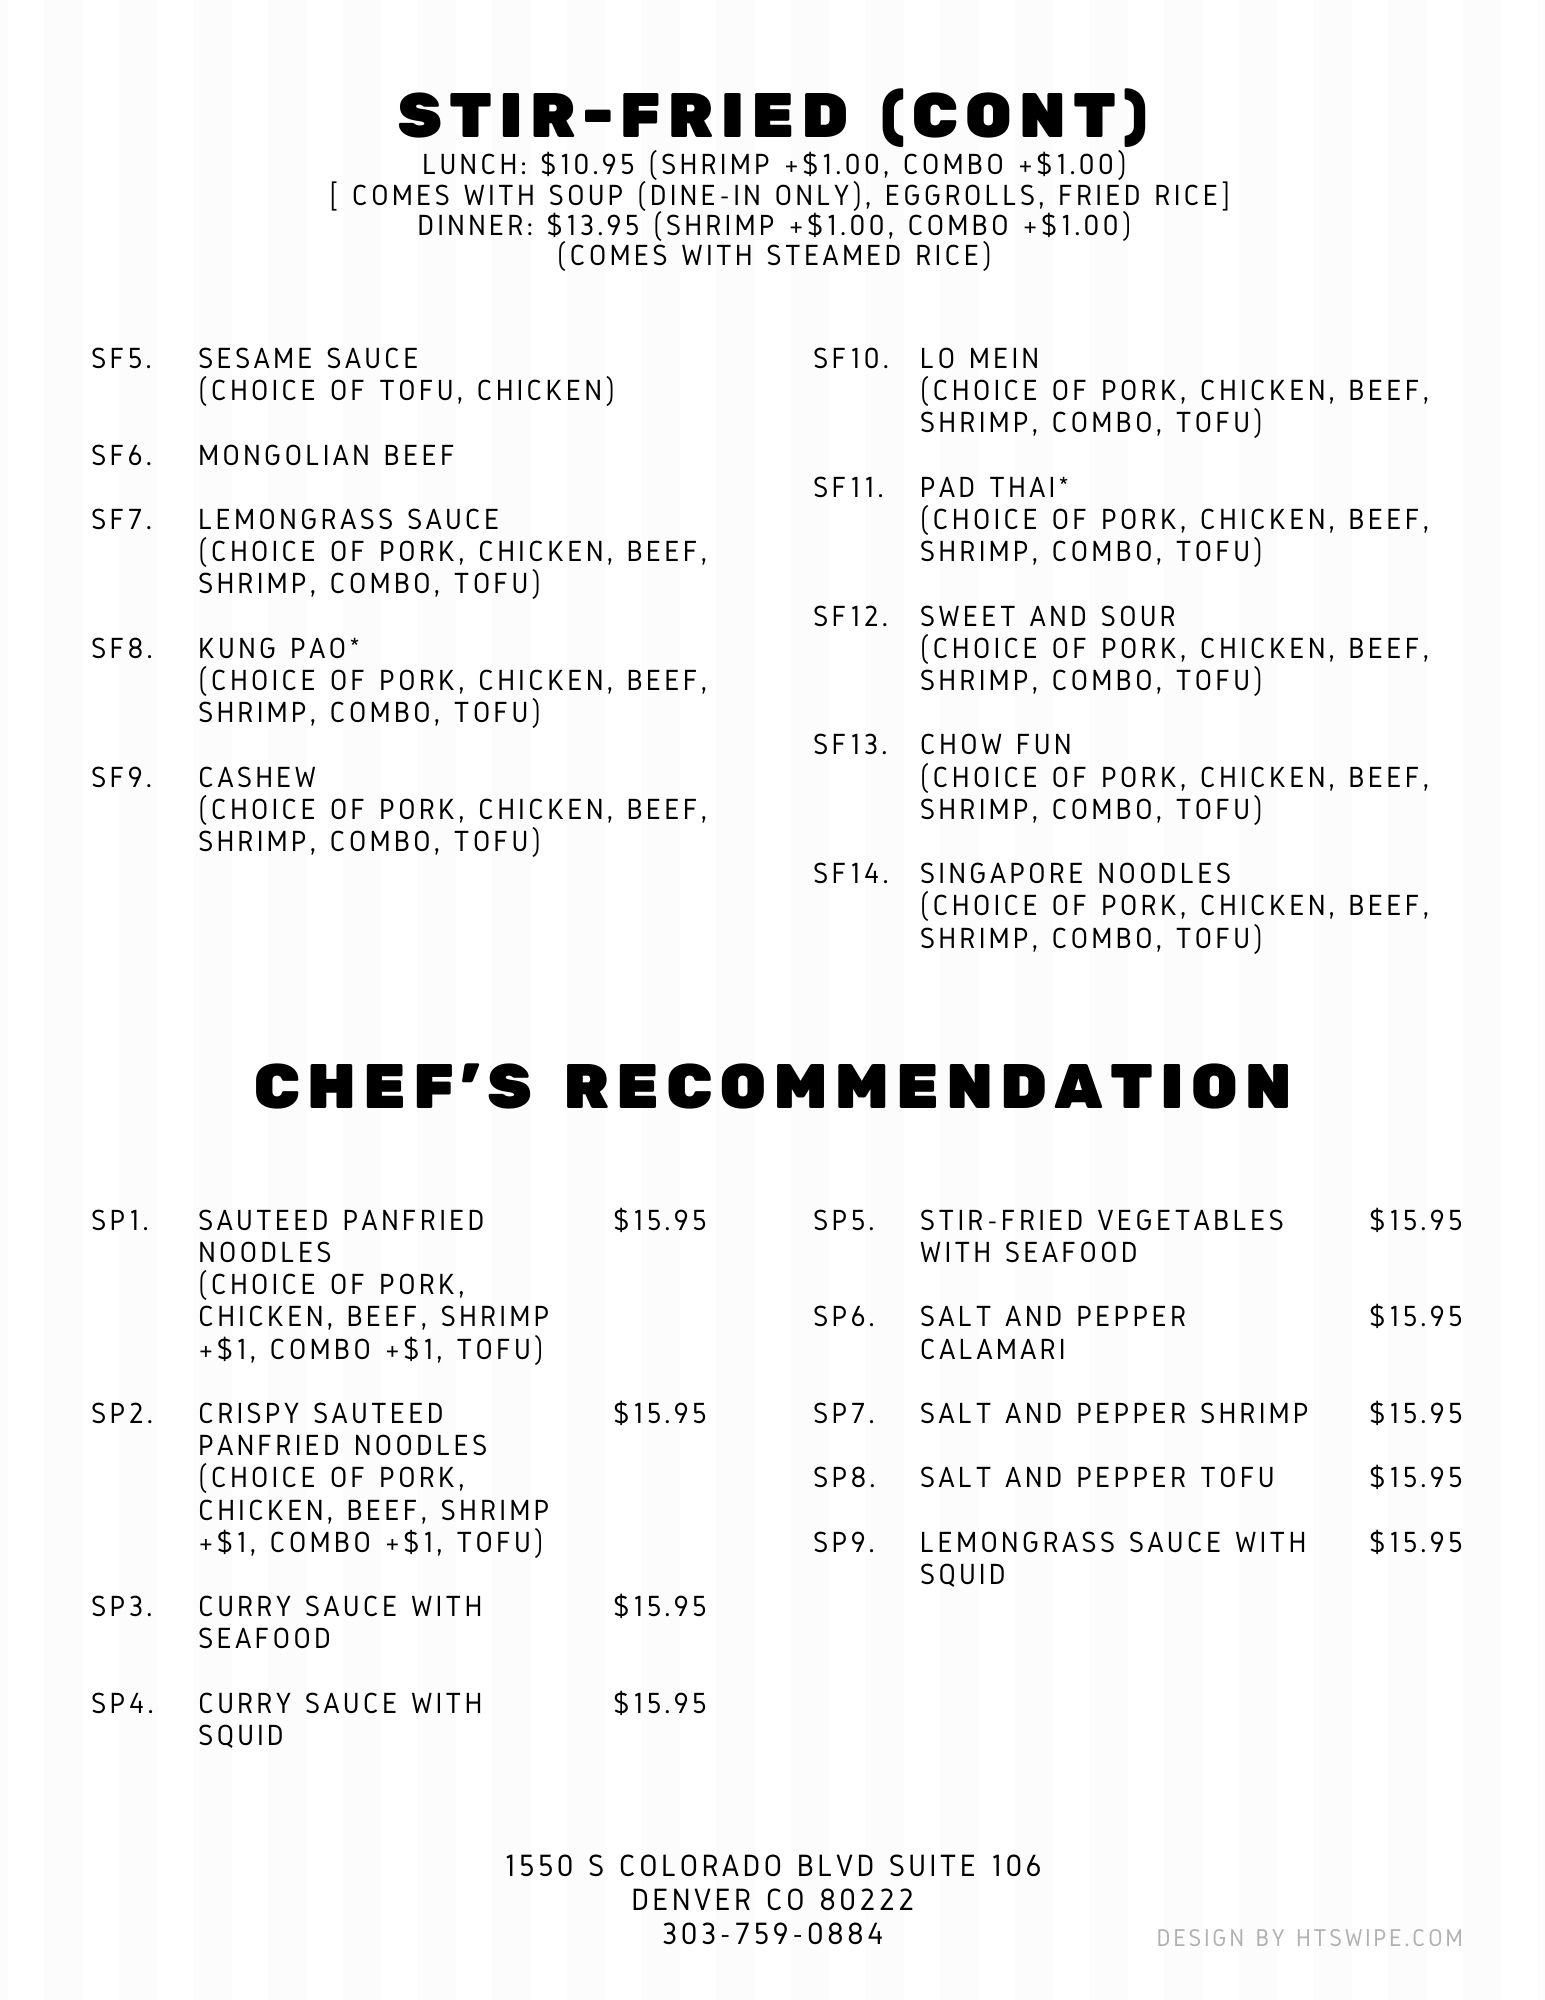 STIR-FRIED (CONT)
LUNCH: $10.95 (SHRIMP +$1.00, COMBO +$1.00)
[ COMES WITH SOUP (DINE-IN ONLY), EGGROLLS, FRIED RICE]
DINNER: $13.95 (SHRIMP +$1.00, COMBO +$1.00)
(COMES WITH STEAMED RICE)
SF5. SESAME SAUCE
(CHOICE OF TOFU, CHICKEN)
SF6. MONGOLIAN BEEF
SF7. LEMONGRASS SAUCE
(CHOICE OF PORK, CHICKEN, BEEF,
SHRIMP, COMBO, TOFU)
SF8. KUNG PAO*
(CHOICE OF PORK, CHICKEN, BEEF,
SHRIMP, COMBO, TOFU)
SF9. CASHEW
(CHOICE OF PORK, CHICKEN, BEEF,
SHRIMP, COMBO, TOFU)
SF10. LO MEIN
(CHOICE OF PORK, CHICKEN, BEEF,
SHRIMP, COMBO, TOFU)
SF11. PAD THAI*
(CHOICE OF PORK, CHICKEN, BEEF,
SHRIMP, COMBO, TOFU)
SF12. SWEET AND SOUR
(CHOICE OF PORK, CHICKEN, BEEF,
SHRIMP, COMBO, TOFU)
SF13. CHOW FUN
(CHOICE OF PORK, CHICKEN, BEEF,
SHRIMP, COMBO, TOFU)
SF14. SINGAPORE NOODLES
(CHOICE OF PORK, CHICKEN, BEEF,
SHRIMP, COMBO, TOFU)
CHEF'S RECOMMENDATION
SP1. SAUTEED PANFRIED $15.95
NOODLES
(CHOICE OF PORK,
CHICKEN, BEEF, SHRIMP
+$1, COMBO +$1, TOFU)
SP2. CRISPY SAUTEED $15.95
PANFRIED NOODLES
(CHOICE OF PORK,
CHICKEN, BEEF, SHRIMP
+$1, COMBO +$1, TOFU)
SP3. CURRY SAUCE WITH $15.95
SEAFOOD
SP4. CURRY SAUCE WITH $15.95
SQUID
SP5. STIR-FRIED VEGETABLES $15.95
WITH SEAFOOD
SP6. SALT AND PEPPER $15.95
CALAMARI
SP7. SALT AND PEPPER SHRIMP $15.95
SP8. SALT AND PEPPER TOFU $15.95
SP9. LEMONGRASS SAUCE WITH $15.95
SQUID
1550 S COLORADO BLVD SUITE 106
DENVER CO 80222
303-759-0884
DESIGN BY HTSWIPE.COM